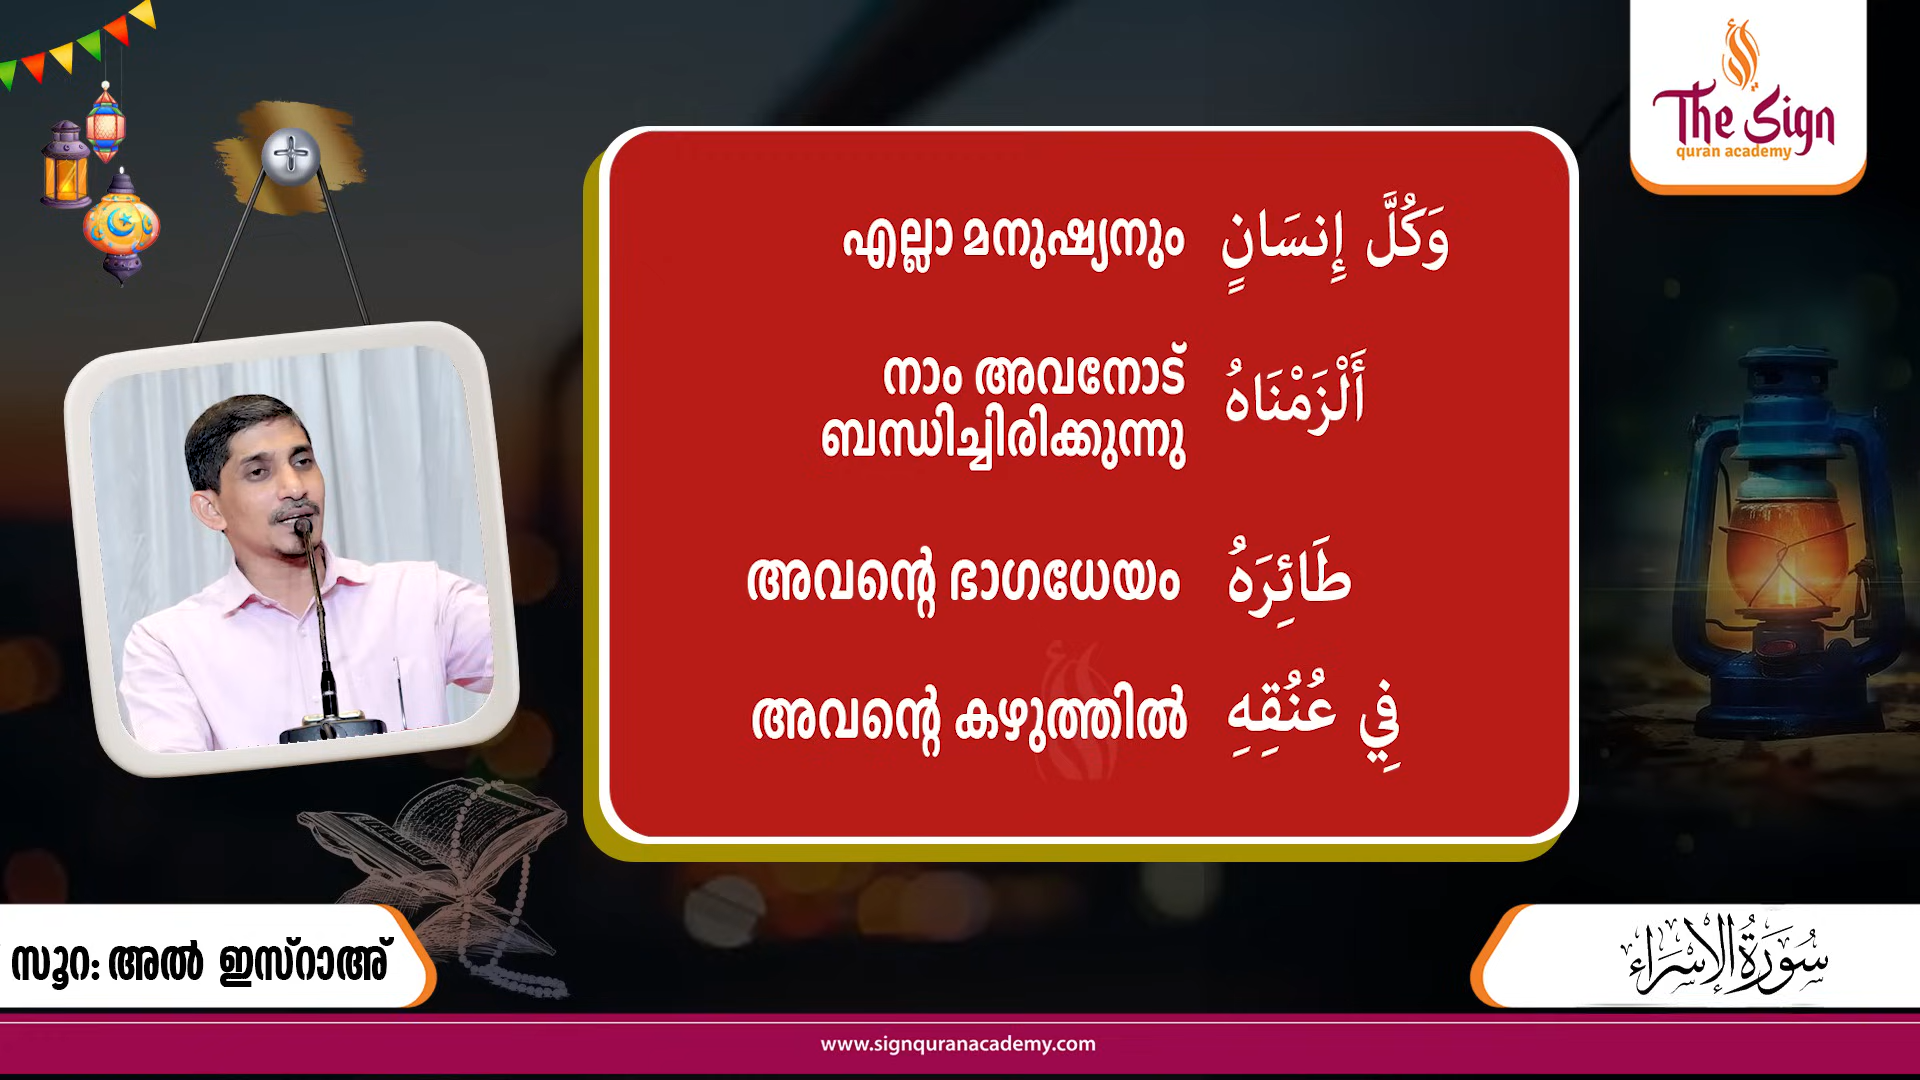 The Sign
quran academy
എല്ലാ മനുഷ്യനും وَكُلَّ إِنسَانٍ
നാം അവനോട്
ബന്ധിച്ചിരിക്കുന്നു أَلْزَمْنَاهُ
അവന്റെ ഭാഗധേയം طَائِرَهُ
അവന്റെ കഴുത്തിൽ فِي عُنُقِهِ
സൂറ: അൽ ഇസ്റാഅ്
سُورَةُ الإِسْرَاء
www.signquranacademy.com